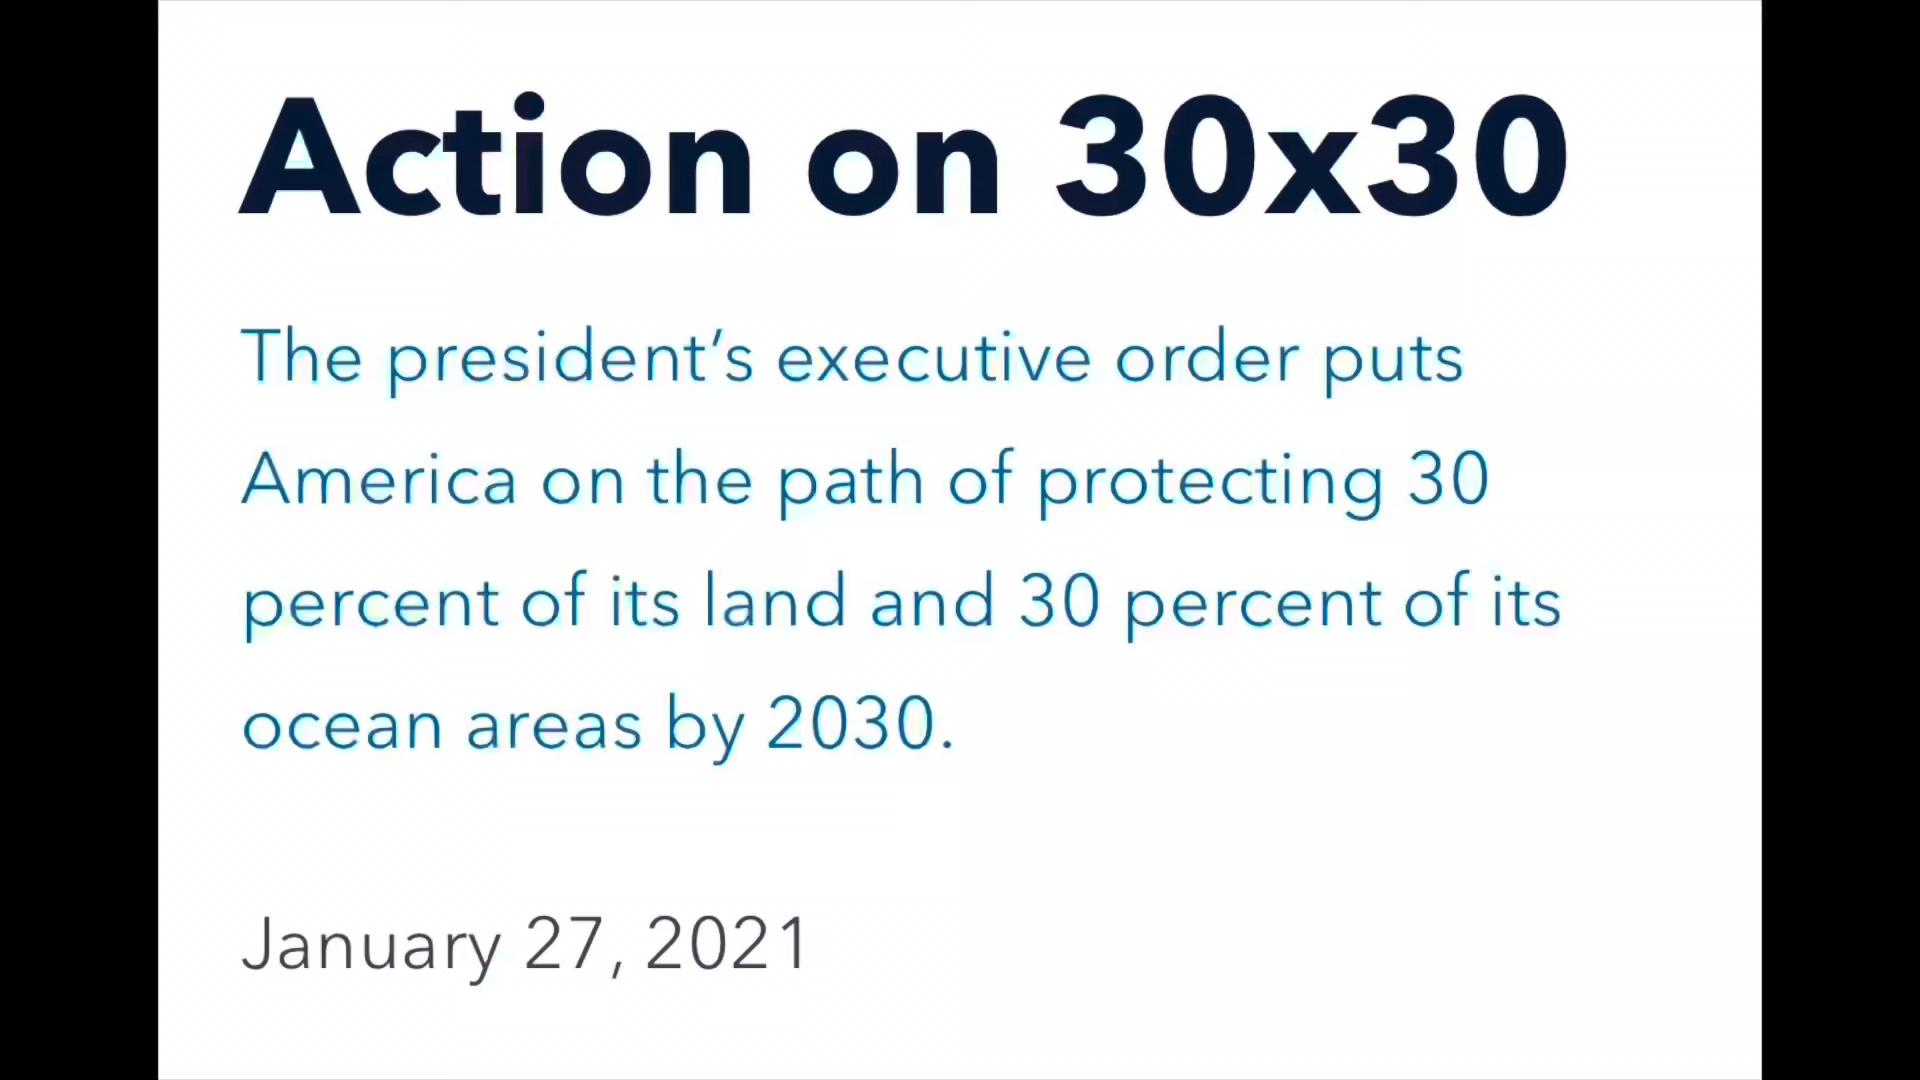 Action on 30x30
The president’s executive order puts
America on the path of protecting 30
percent of its land and 30 percent of its
ocean areas by 2030.
January 27, 2021